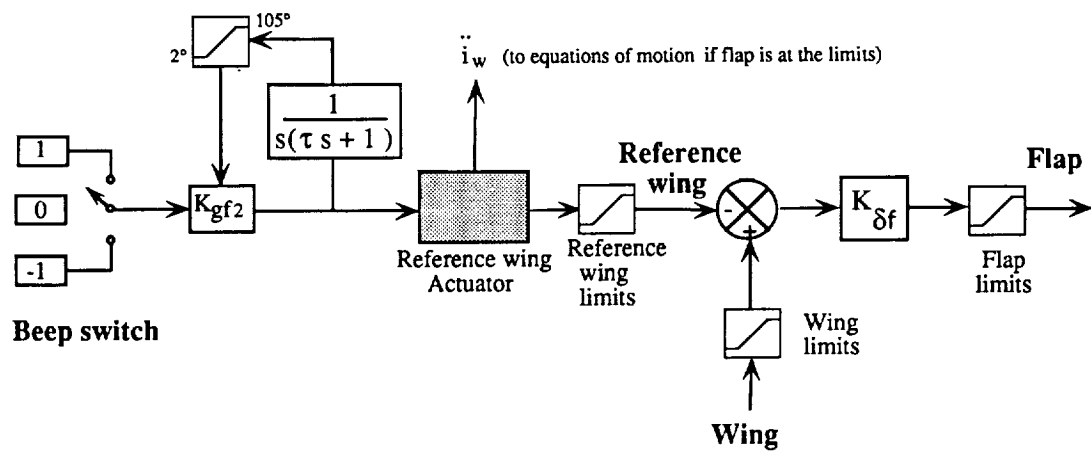 105°
2°
ï_w (to equations of motion if flap is at the limits)
1
s(τ s + 1)
1
0
-1
Beep switch
K_gf2
Reference wing
Actuator
Reference
wing
limits
Reference
wing
-
+
Wing
limits
Wing
K_δf
Flap
limits
Flap